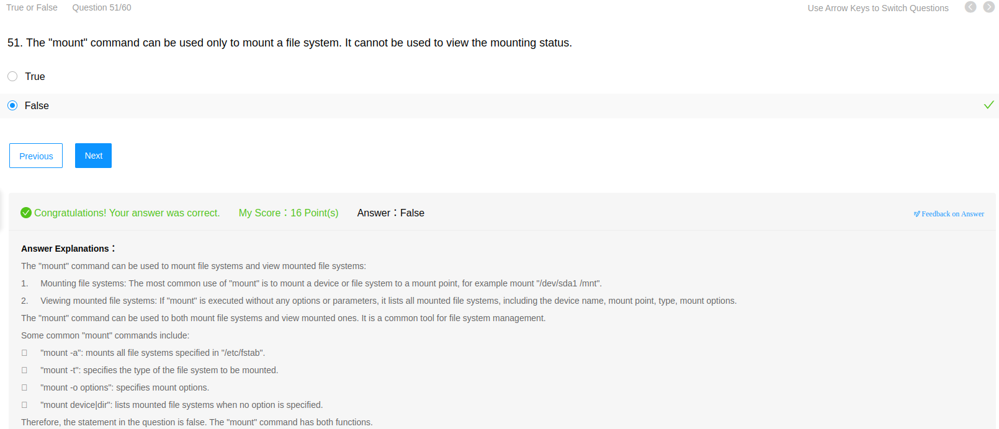 True or False Question 51/60 Use Arrow Keys to Switch Questions
51. The "mount" command can be used only to mount a file system. It cannot be used to view the mounting status.
True
False
Previous Next
Congratulations! Your answer was correct. My Score：16 Point(s) Answer：False Feedback on Answer
Answer Explanations：
The "mount" command can be used to mount file systems and view mounted file systems:
1. Mounting file systems: The most common use of "mount" is to mount a device or file system to a mount point, for example mount "/dev/sda1 /mnt".
2. Viewing mounted file systems: If "mount" is executed without any options or parameters, it lists all mounted file systems, including the device name, mount point, type, mount options.
The "mount" command can be used to both mount file systems and view mounted ones. It is a common tool for file system management.
Some common "mount" commands include:
"mount -a": mounts all file systems specified in "/etc/fstab".
"mount -t": specifies the type of the file system to be mounted.
"mount -o options": specifies mount options.
"mount device|dir": lists mounted file systems when no option is specified.
Therefore, the statement in the question is false. The "mount" command has both functions.